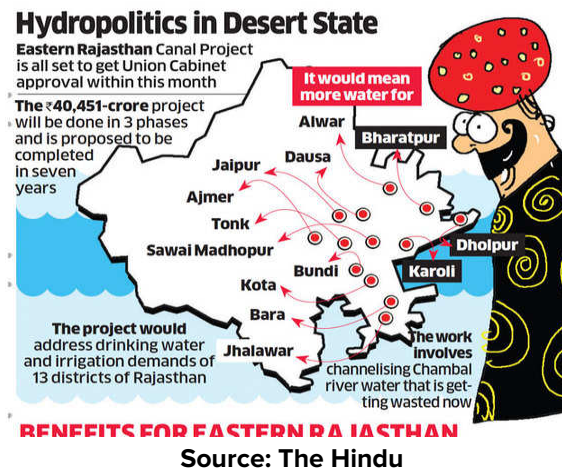 Hydropolitics in Desert State
Eastern Rajasthan Canal Project
is all set to get Union Cabinet
approval within this month
The ₹40,451-crore project
will be done in 3 phases
and is proposed to be
completed
in seven
years
It would mean
more water for
Alwar
Bharatpur
Dausa
Jaipur
Ajmer
Tonk
Sawai Madhopur
Dholpur
Bundi
Karoli
Kota
Bara
Jhalawar
The project would
address drinking water
and irrigation demands of
13 districts of Rajasthan
The work
involves
channelising Chambal
river water that is get-
ting wasted now
BENEFITS FOR EASTERN RAJASTHAN
Source: The Hindu